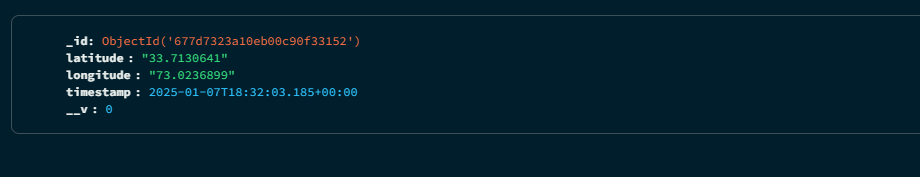 _id: ObjectId('677d7323a10eb00c90f33152')
latitude : "33.7130641"
longitude : "73.0236899"
timestamp : 2025-01-07T18:32:03.185+00:00
__v : 0